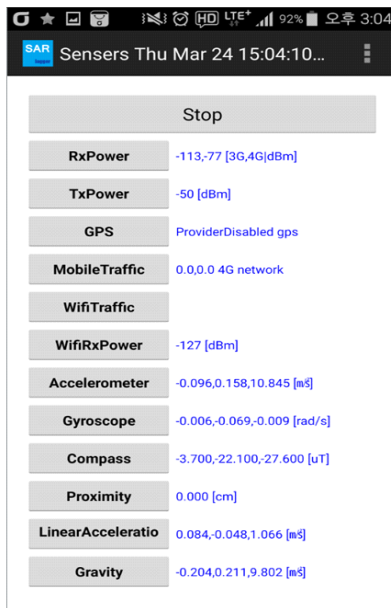 HD LTE+ 92% 오후 3:04
SAR Sensers Thu Mar 24 15:04:10...
Stop
RxPower -113,-77 [3G,4G|dBm]
TxPower -50 [dBm]
GPS ProviderDisabled gps
MobileTraffic 0.0,0.0 4G network
WifiTraffic
WifiRxPower -127 [dBm]
Accelerometer -0.096,0.158,10.845 [㎨]
Gyroscope -0.006,-0.069,-0.009 [rad/s]
Compass -3.700,-22.100,-27.600 [uT]
Proximity 0.000 [cm]
LinearAcceleratio 0.084,-0.048,1.066 [㎨]
Gravity -0.204,0.211,9.802 [㎨]